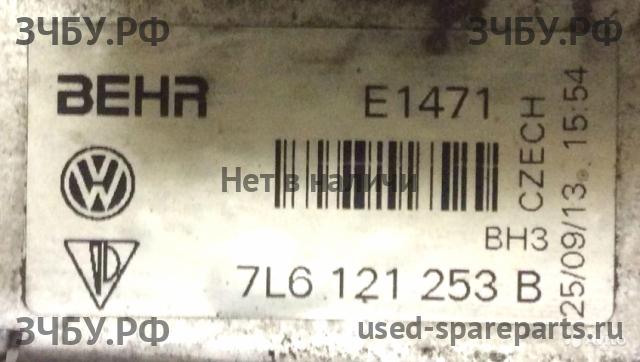 ЗЧБУ.РФ ЗЧБУ.РФ
BEHR E1471
CZECH
25/09/13 15:54
Нет в наличии
BH3
7L6 121 253 B
ЗЧБУ.РФ used-spareparts.ru